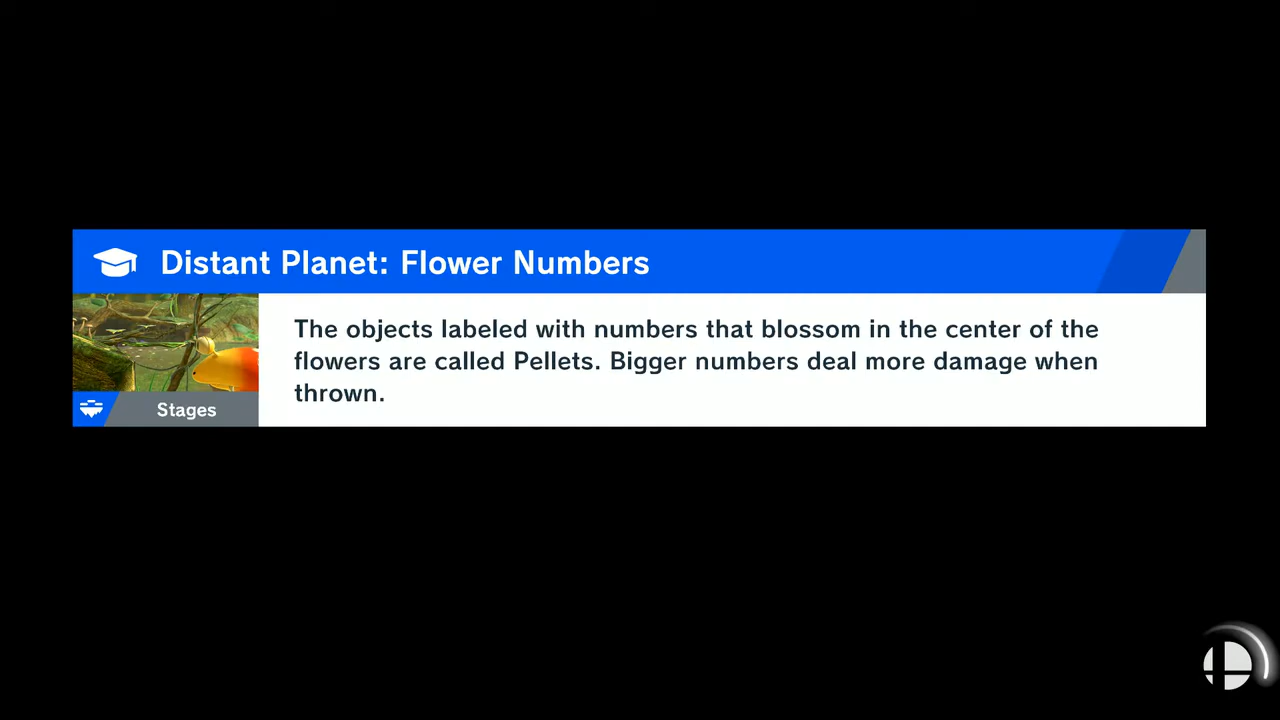 Distant Planet: Flower Numbers
The objects labeled with numbers that blossom in the center of the
flowers are called Pellets. Bigger numbers deal more damage when
thrown.
Stages